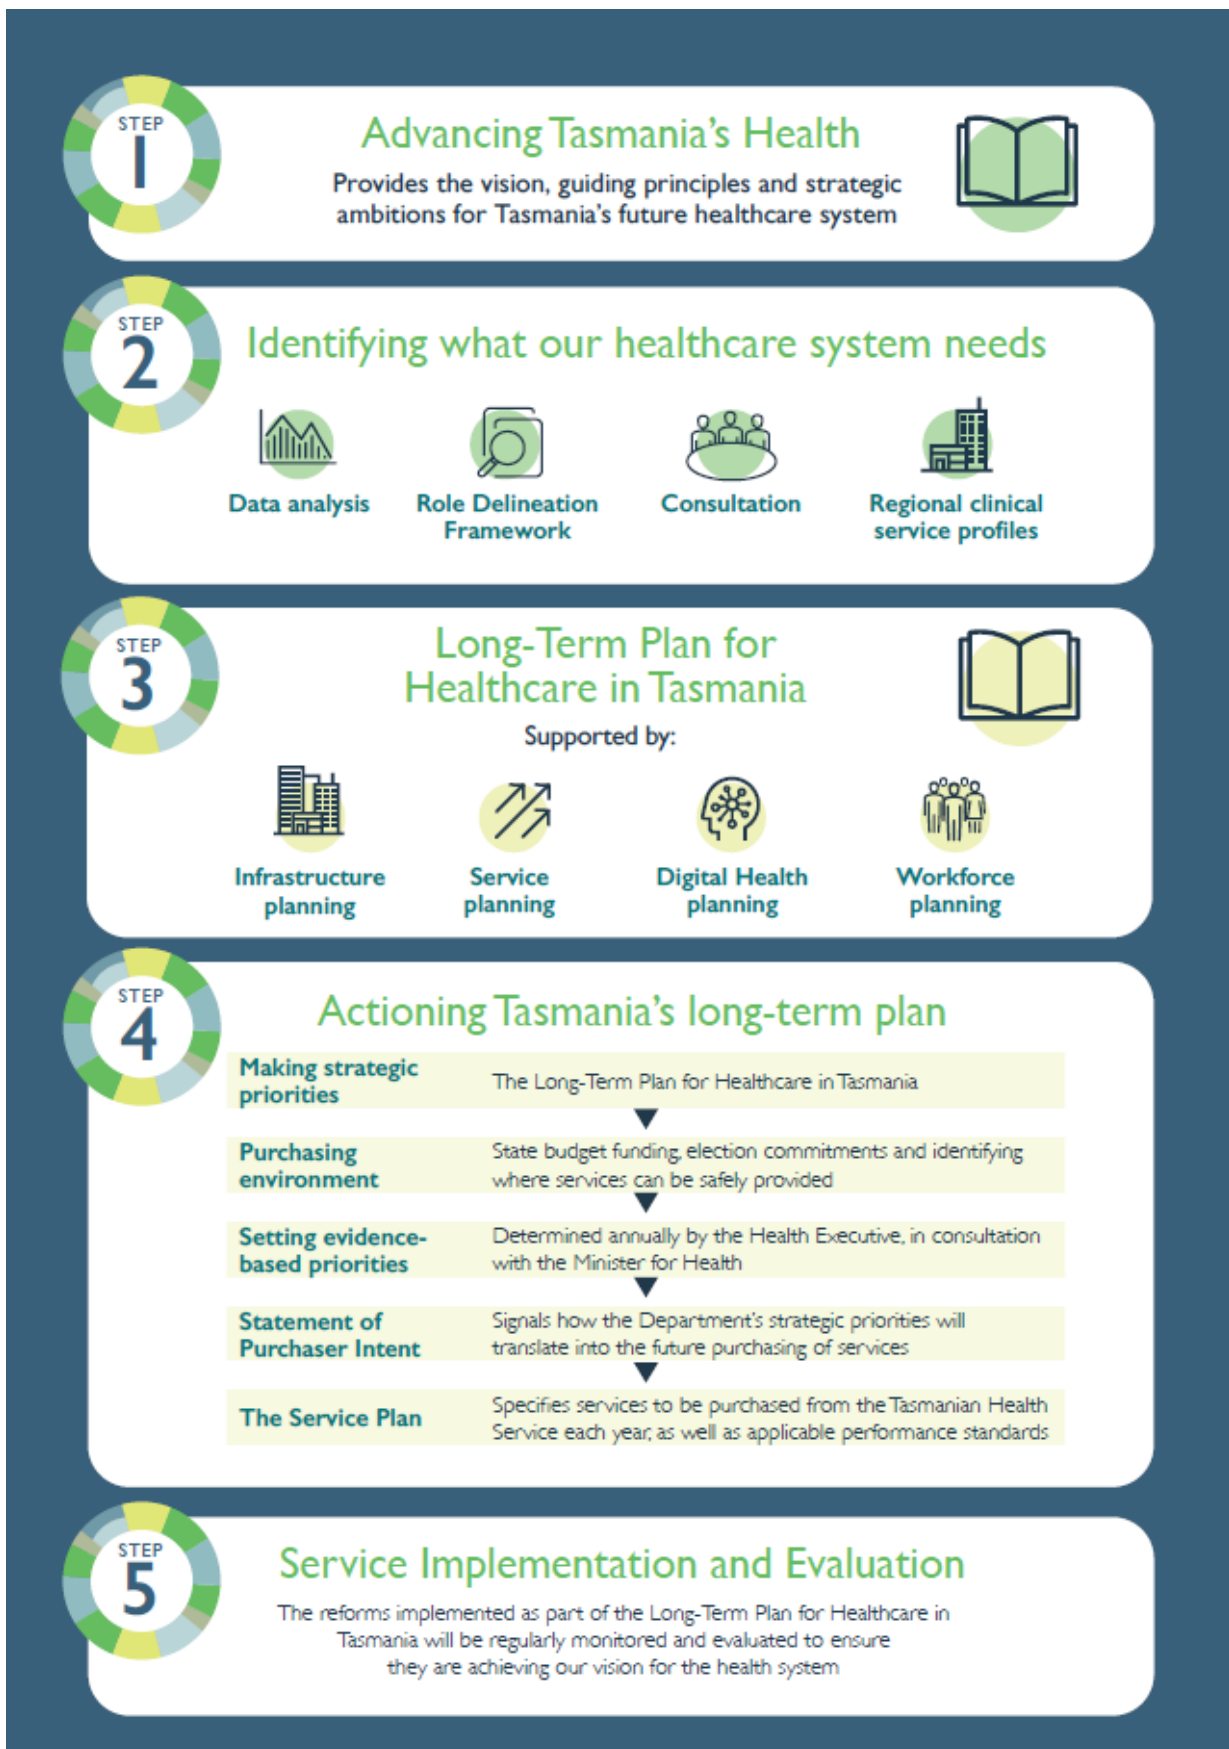 STEP
1
Advancing Tasmania's Health
Provides the vision, guiding principles and strategic
ambitions for Tasmania's future healthcare system
STEP
2
Identifying what our healthcare system needs
Data analysis
Role Delineation
Framework
Consultation
Regional clinical
service profiles
STEP
3
Long-Term Plan for
Healthcare in Tasmania
Supported by:
Infrastructure
planning
Service
planning
Digital Health
planning
Workforce
planning
STEP
4
Actioning Tasmania's long-term plan
Making strategic
priorities
The Long-Term Plan for Healthcare in Tasmania
Purchasing
environment
State budget funding, election commitments and identifying
where services can be safely provided
Setting evidence-
based priorities
Determined annually by the Health Executive, in consultation
with the Minister for Health
Statement of
Purchaser Intent
Signals how the Department's strategic priorities will
translate into the future purchasing of services
The Service Plan
Specifies services to be purchased from the Tasmanian Health
Service each year, as well as applicable performance standards
STEP
5
Service Implementation and Evaluation
The reforms implemented as part of the Long-Term Plan for Healthcare in
Tasmania will be regularly monitored and evaluated to ensure
they are achieving our vision for the health system